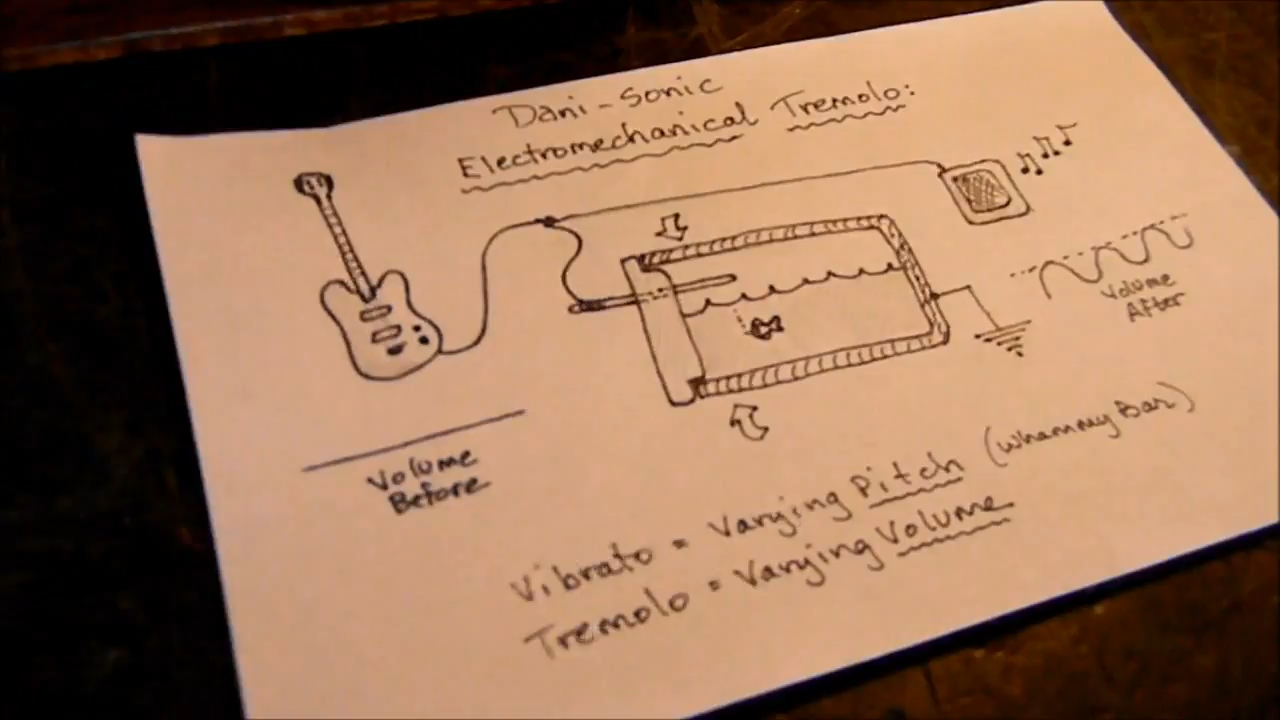 Dani-Sonic
Electromechanical Tremolo:
Volume
After
Volume
Before
Vibrato = Varying Pitch (whammy Bar)
Tremolo = Varying Volume